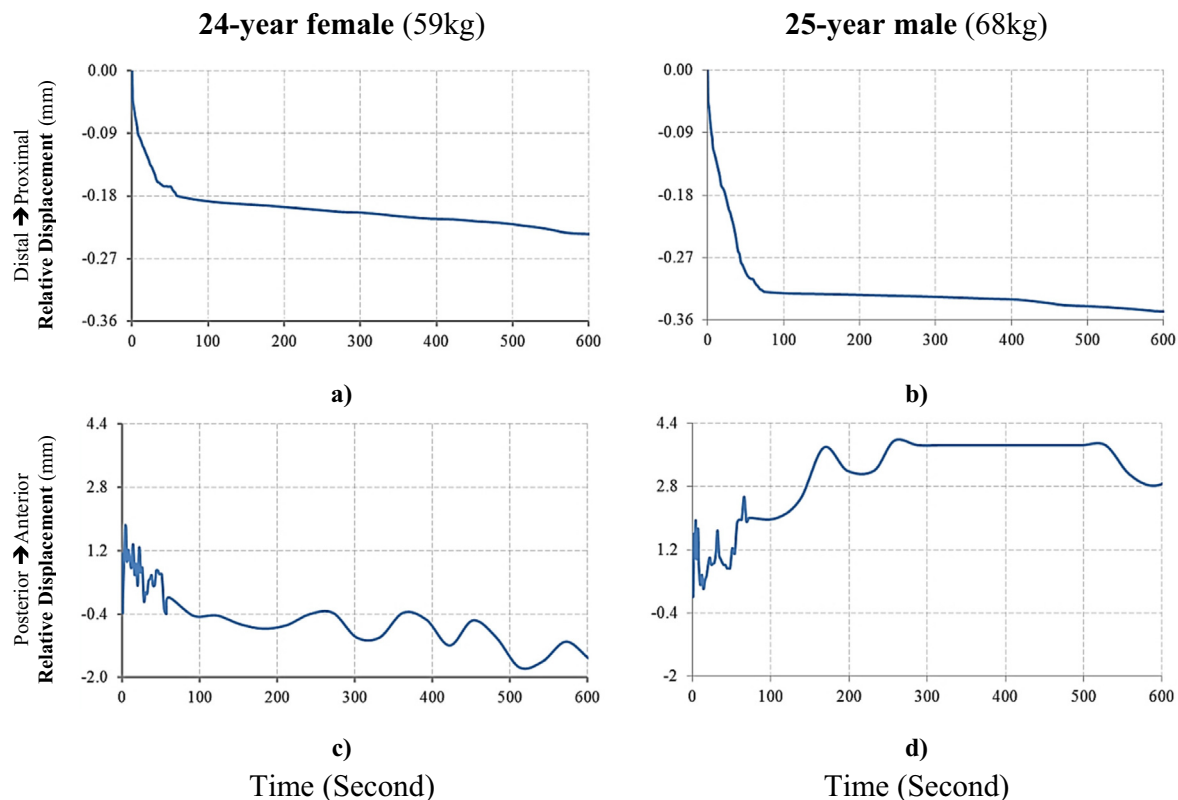 24-year female (59kg)
25-year male (68kg)
Distal ➔ Proximal
Relative Displacement (mm)
0.00
-0.09
-0.18
-0.27
-0.36
0 100 200 300 400 500 600
a)
0.00
-0.09
-0.18
-0.27
-0.36
0 100 200 300 400 500 600
b)
Posterior ➔ Anterior
Relative Displacement (mm)
4.4
2.8
1.2
-0.4
-2.0
0 100 200 300 400 500 600
c)
Time (Second)
4.4
2.8
1.2
-0.4
-2
0 100 200 300 400 500 600
d)
Time (Second)